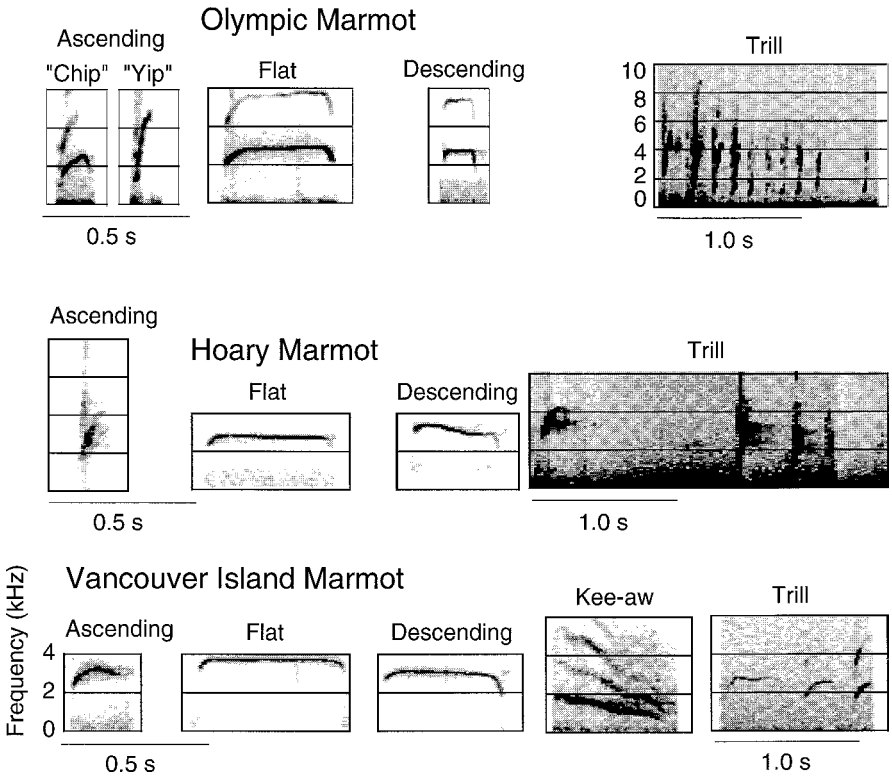 Olympic Marmot
Ascending
"Chip" "Yip"
Flat
Descending
Trill
10
8
6
4
2
0
0.5 s
1.0 s
Ascending
Hoary Marmot
Flat
Descending
Trill
0.5 s
1.0 s
Vancouver Island Marmot
Ascending
Flat
Descending
Kee-aw
Trill
Frequency (kHz)
4
2
0
0.5 s
1.0 s